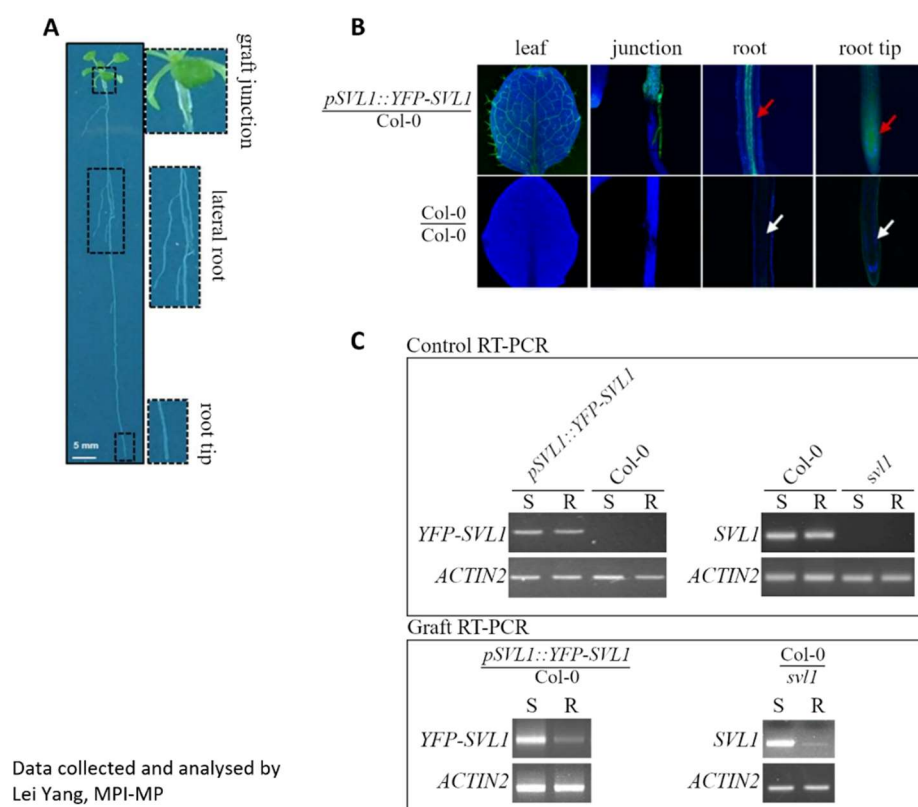 A
graft junction
lateral root
root tip
5 mm
B
leaf junction root root tip
pSVL1::YFP-SVL1
Col-0
Col-0
Col-0
C
Control RT-PCR
pSVL1::YFP-SVL1 Col-0 Col-0 svl1
S R S R S R S R
YFP-SVL1 SVL1
ACTIN2 ACTIN2
Graft RT-PCR
pSVL1::YFP-SVL1 Col-0
Col-0 svl1
S R S R
YFP-SVL1 SVL1
ACTIN2 ACTIN2
Data collected and analysed by
Lei Yang, MPI-MP